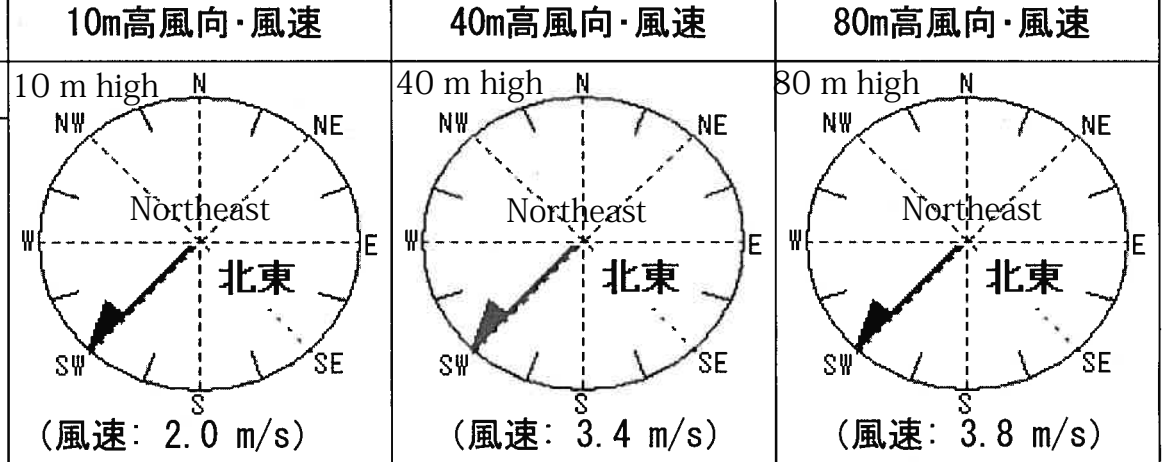 10m高風向・風速
40m高風向・風速
80m高風向・風速
10 m high
N
NW
NE
Northeast
W
E
北東
SW
SE
S
(風速: 2.0 m/s)
40 m high
N
NW
NE
Northeast
W
E
北東
SW
SE
S
(風速: 3.4 m/s)
80 m high
N
NW
NE
Northeast
W
E
北東
SW
SE
S
(風速: 3.8 m/s)